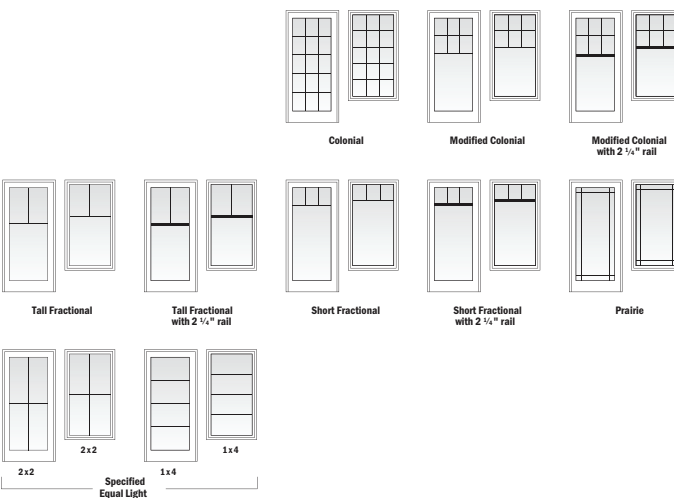 Colonial
Modified Colonial
Modified Colonial
with 2 ¼" rail
Tall Fractional
Tall Fractional
with 2 ¼" rail
Short Fractional
Short Fractional
with 2 ¼" rail
Prairie
2x2
1x4
2x2
1x4
Specified
Equal Light